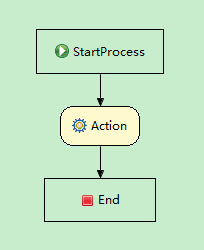 StartProcess
Action
End